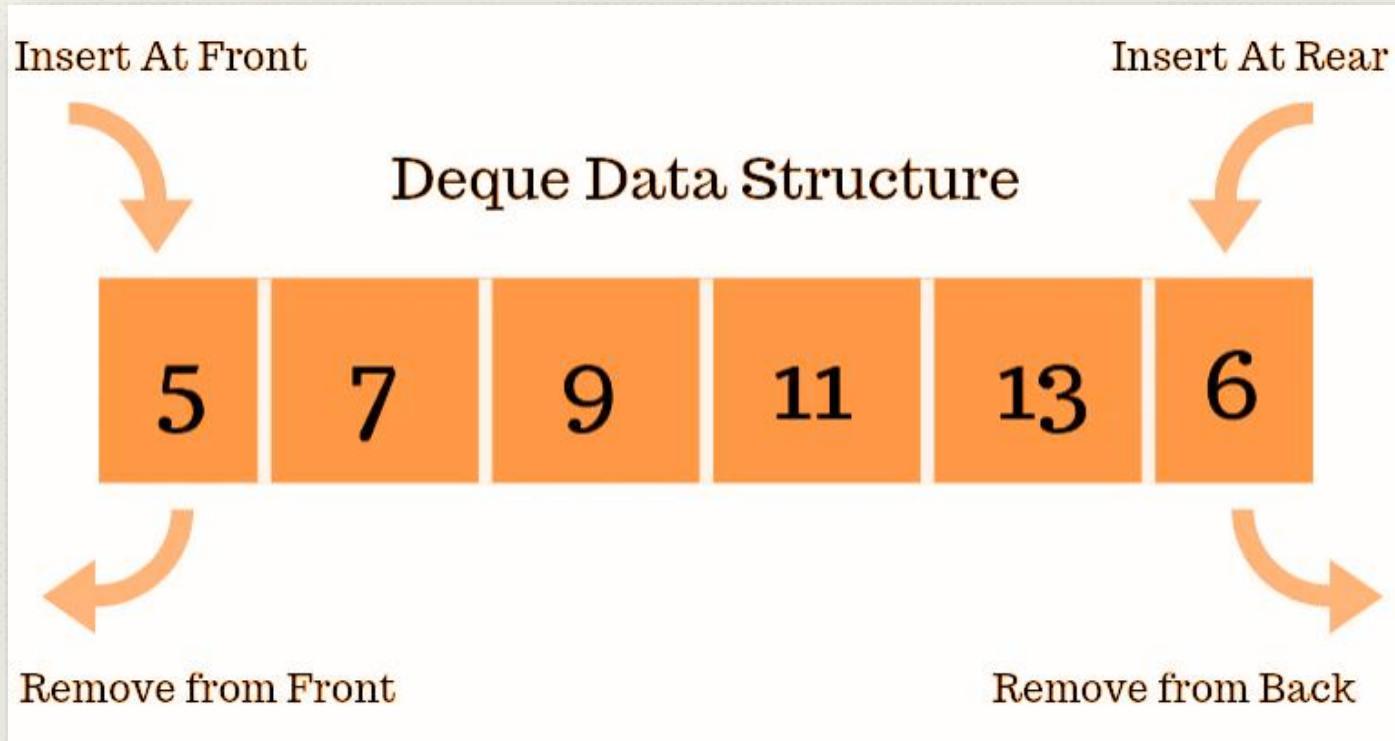 Insert At Front
Insert At Rear
Deque Data Structure
5 7 9 11 13 6
Remove from Front
Remove from Back